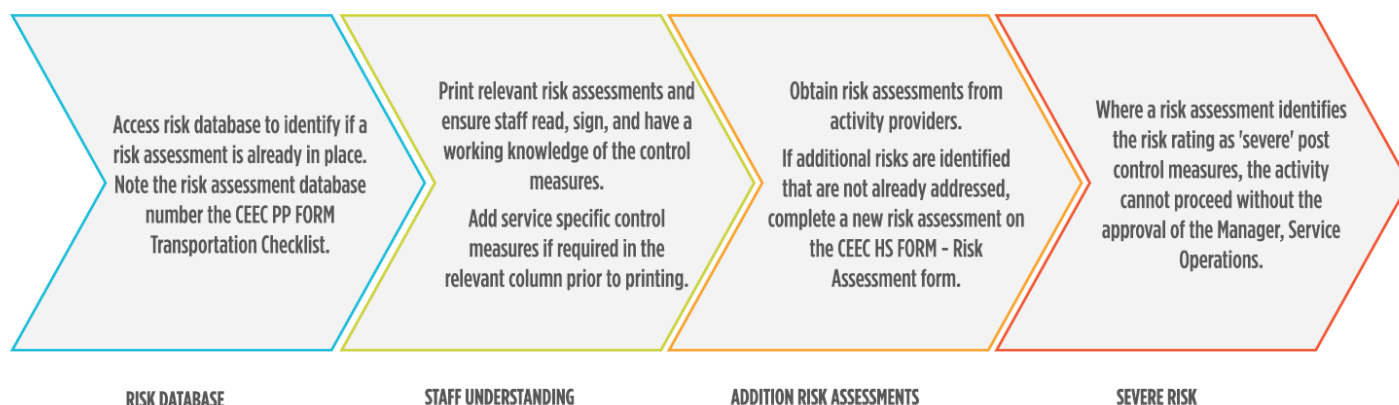 Access risk database to identify if a
risk assessment is already in place.
Note the risk assessment database
number the CEEC PP FORM
Transportation Checklist.
Print relevant risk assessments and
ensure staff read, sign, and have a
working knowledge of the control
measures.
Add service specific control
measures if required in the
relevant column prior to printing.
Obtain risk assessments from
activity providers.
If additional risks are identified
that are not already addressed,
complete a new risk assessment on
the CEEC HS FORM - Risk
Assessment form.
Where a risk assessment identifies
the risk rating as 'severe' post
control measures, the activity
cannot proceed without the
approval of the Manager, Service
Operations.
RISK DATABASE
STAFF UNDERSTANDING
ADDITION RISK ASSESSMENTS
SEVERE RISK